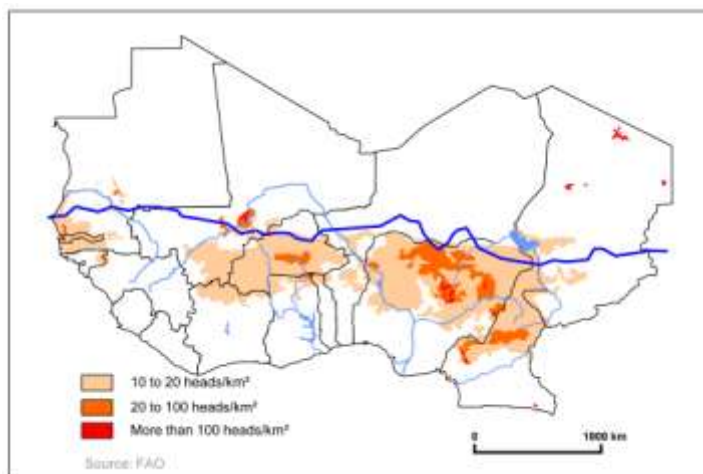 10 to 20 heads/km²
20 to 100 heads/km²
More than 100 heads/km²
0 1000 km
Source: FAO